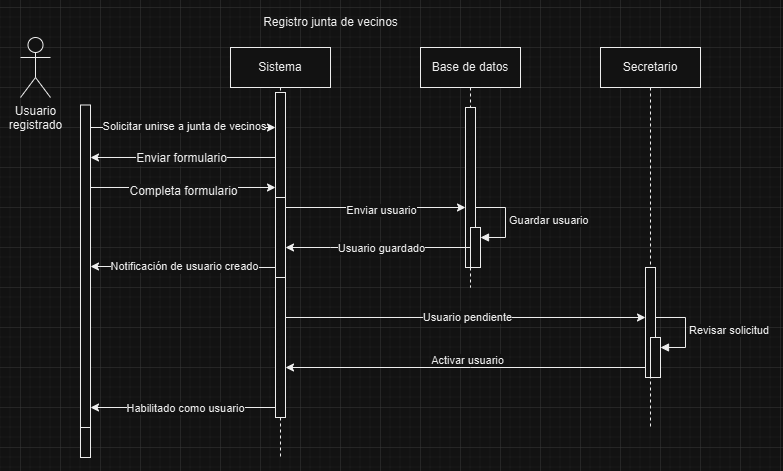 Registro junta de vecinos
Sistema
Base de datos
Secretario
Usuario
registrado
Solicitar unirse a junta de vecinos
Enviar formulario
Completa formulario
Enviar usuario
Guardar usuario
Usuario guardado
Notificación de usuario creado
Usuario pendiente
Revisar solicitud
Activar usuario
Habilitado como usuario